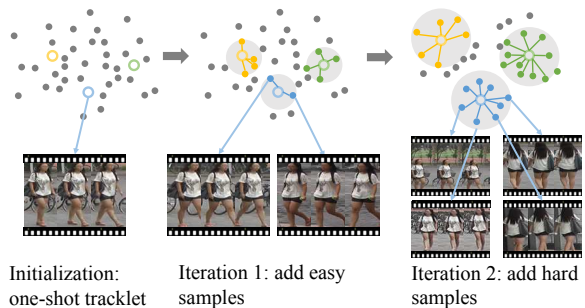 Initialization:
one-shot tracklet
Iteration 1: add easy
samples
Iteration 2: add hard
samples